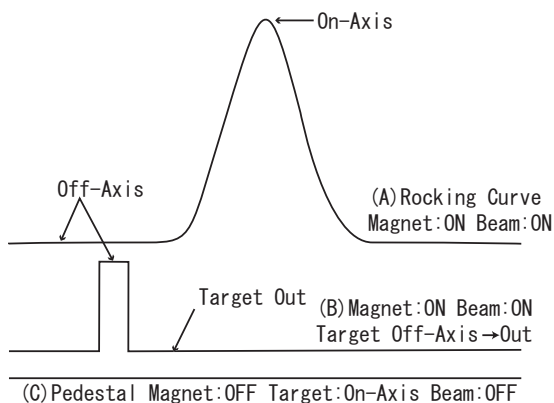 On-Axis
Off-Axis
(A)Rocking Curve
Magnet:ON Beam:ON
Target Out
(B)Magnet:ON Beam:ON
Target Off-Axis→Out
(C)Pedestal Magnet:OFF Target:On-Axis Beam:OFF